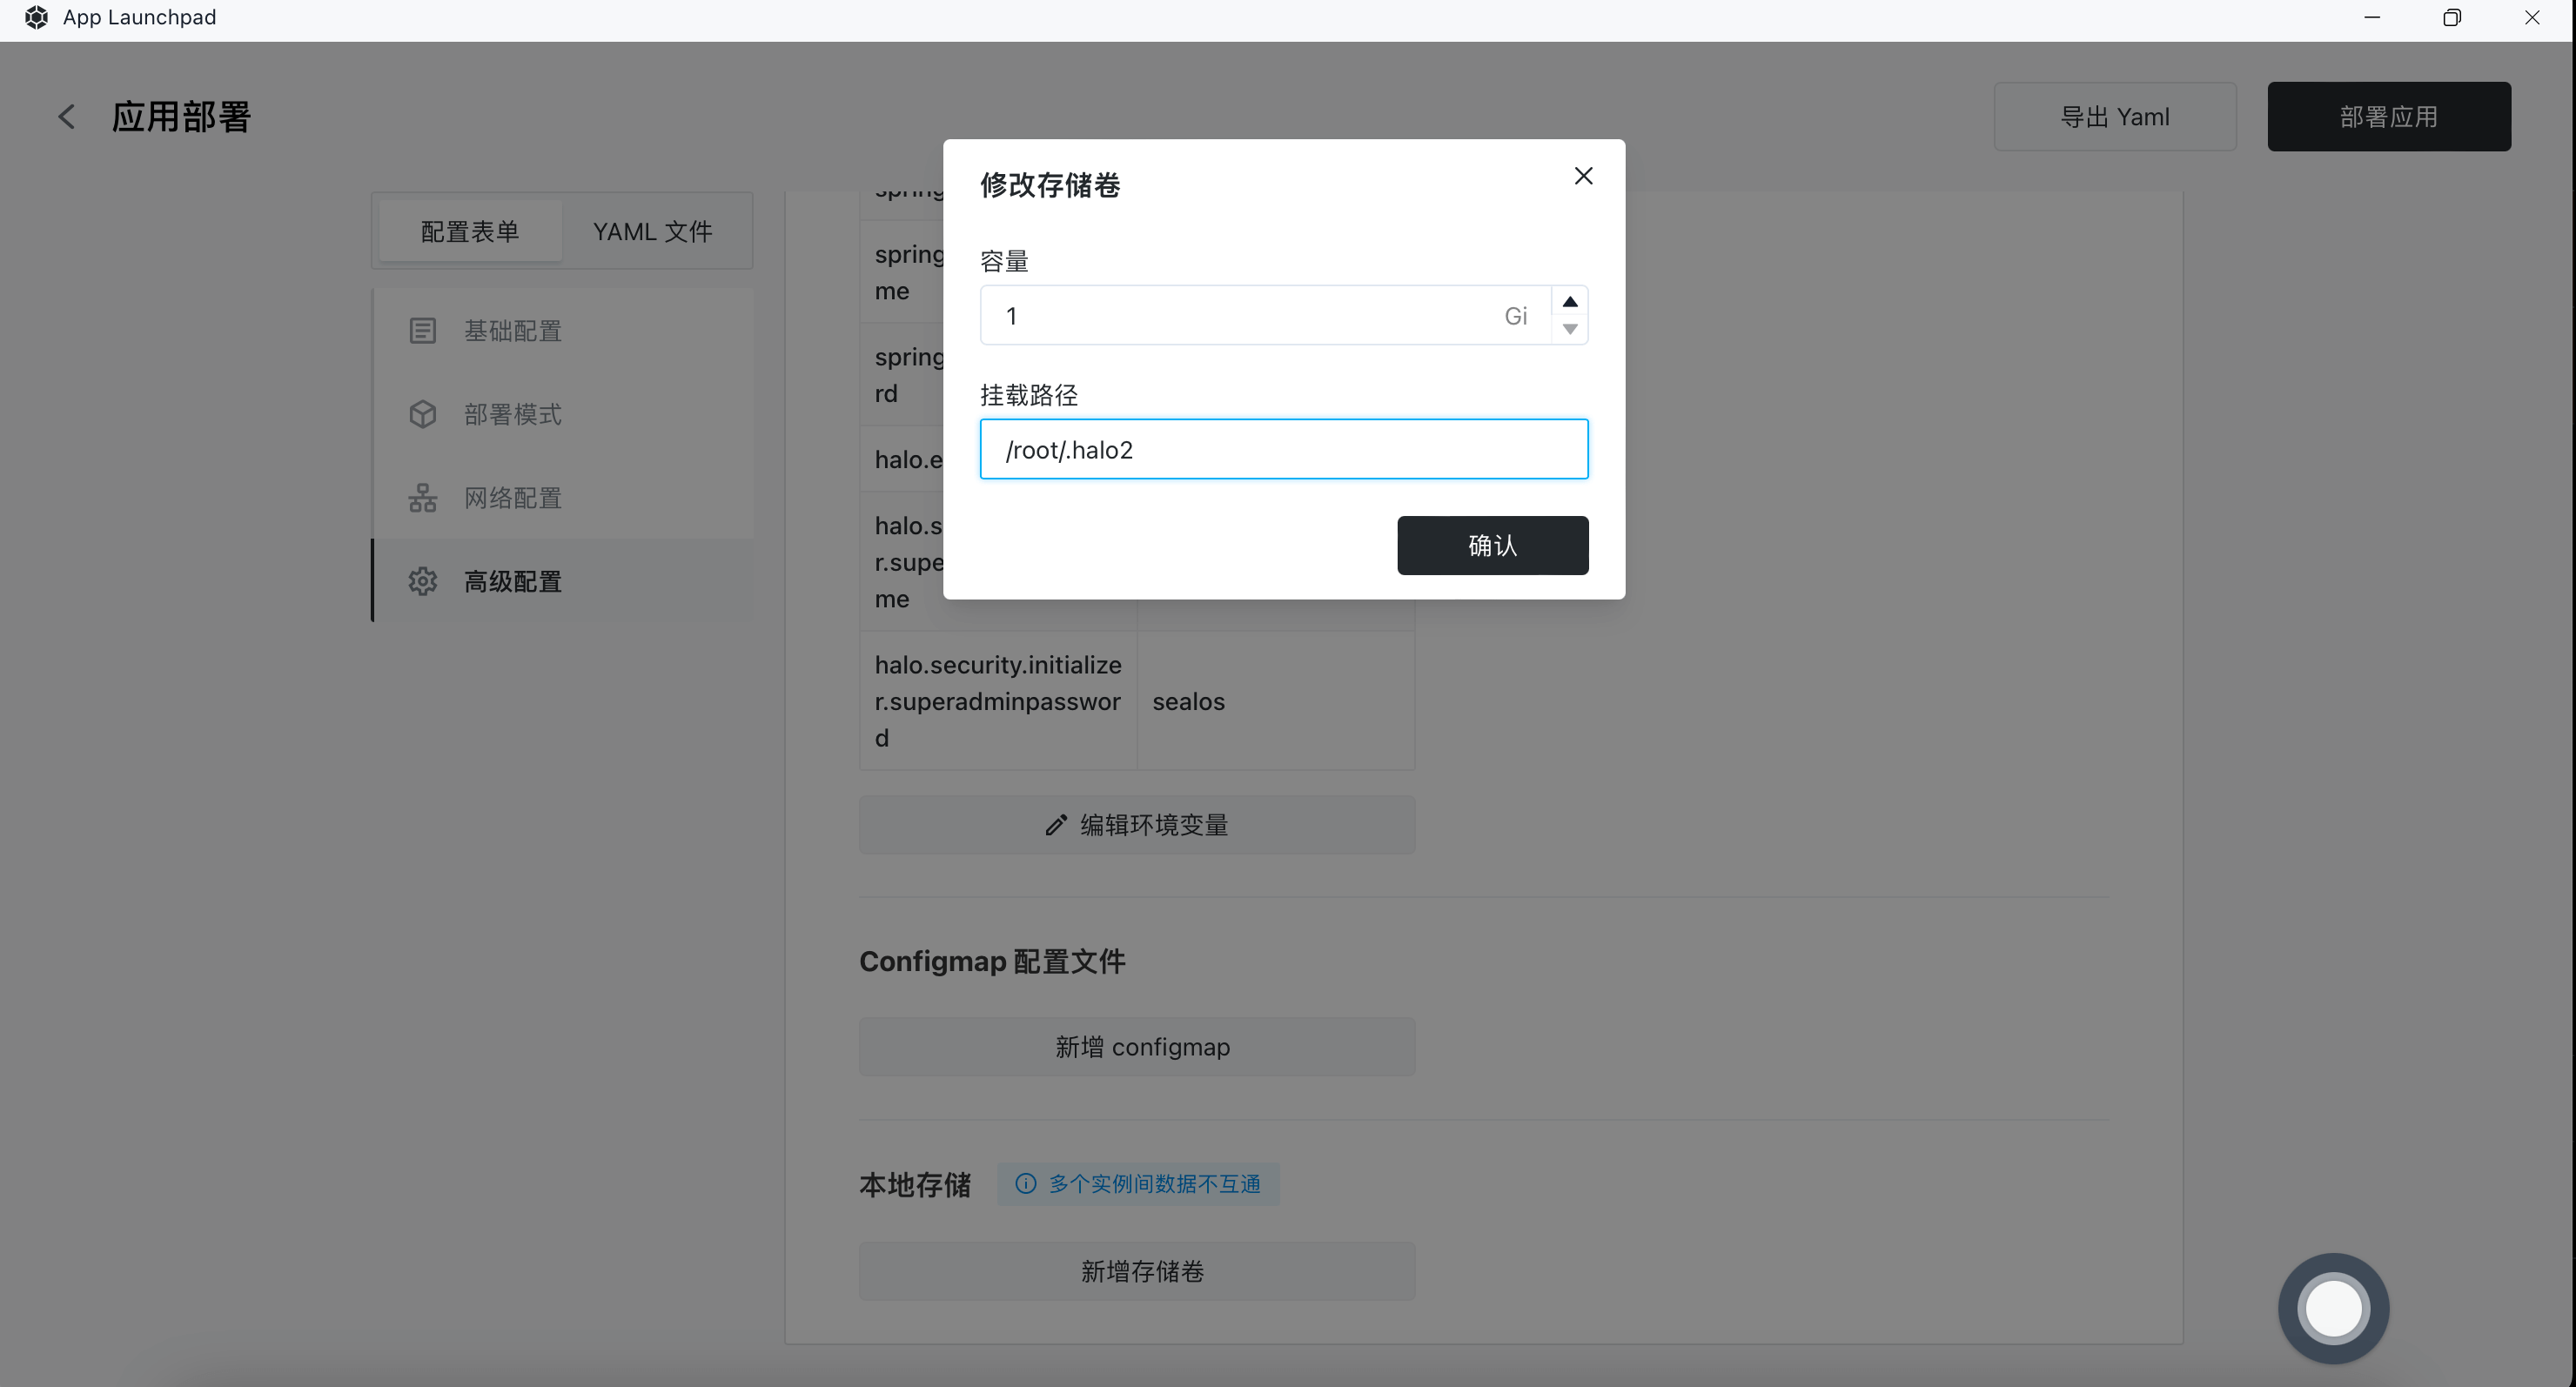 App Launchpad
应用部署
导出 Yaml
部署应用
配置表单
YAML 文件
基础配置
部署模式
网络配置
高级配置
修改存储卷
容量
1
Gi
挂载路径
/root/.halo2
确认
spring
spring
me
spring
rd
halo.e
halo.s
r.supe
me
halo.security.initialize
r.superadminpasswor
d
sealos
编辑环境变量
Configmap 配置文件
新增 configmap
本地存储
多个实例间数据不互通
新增存储卷